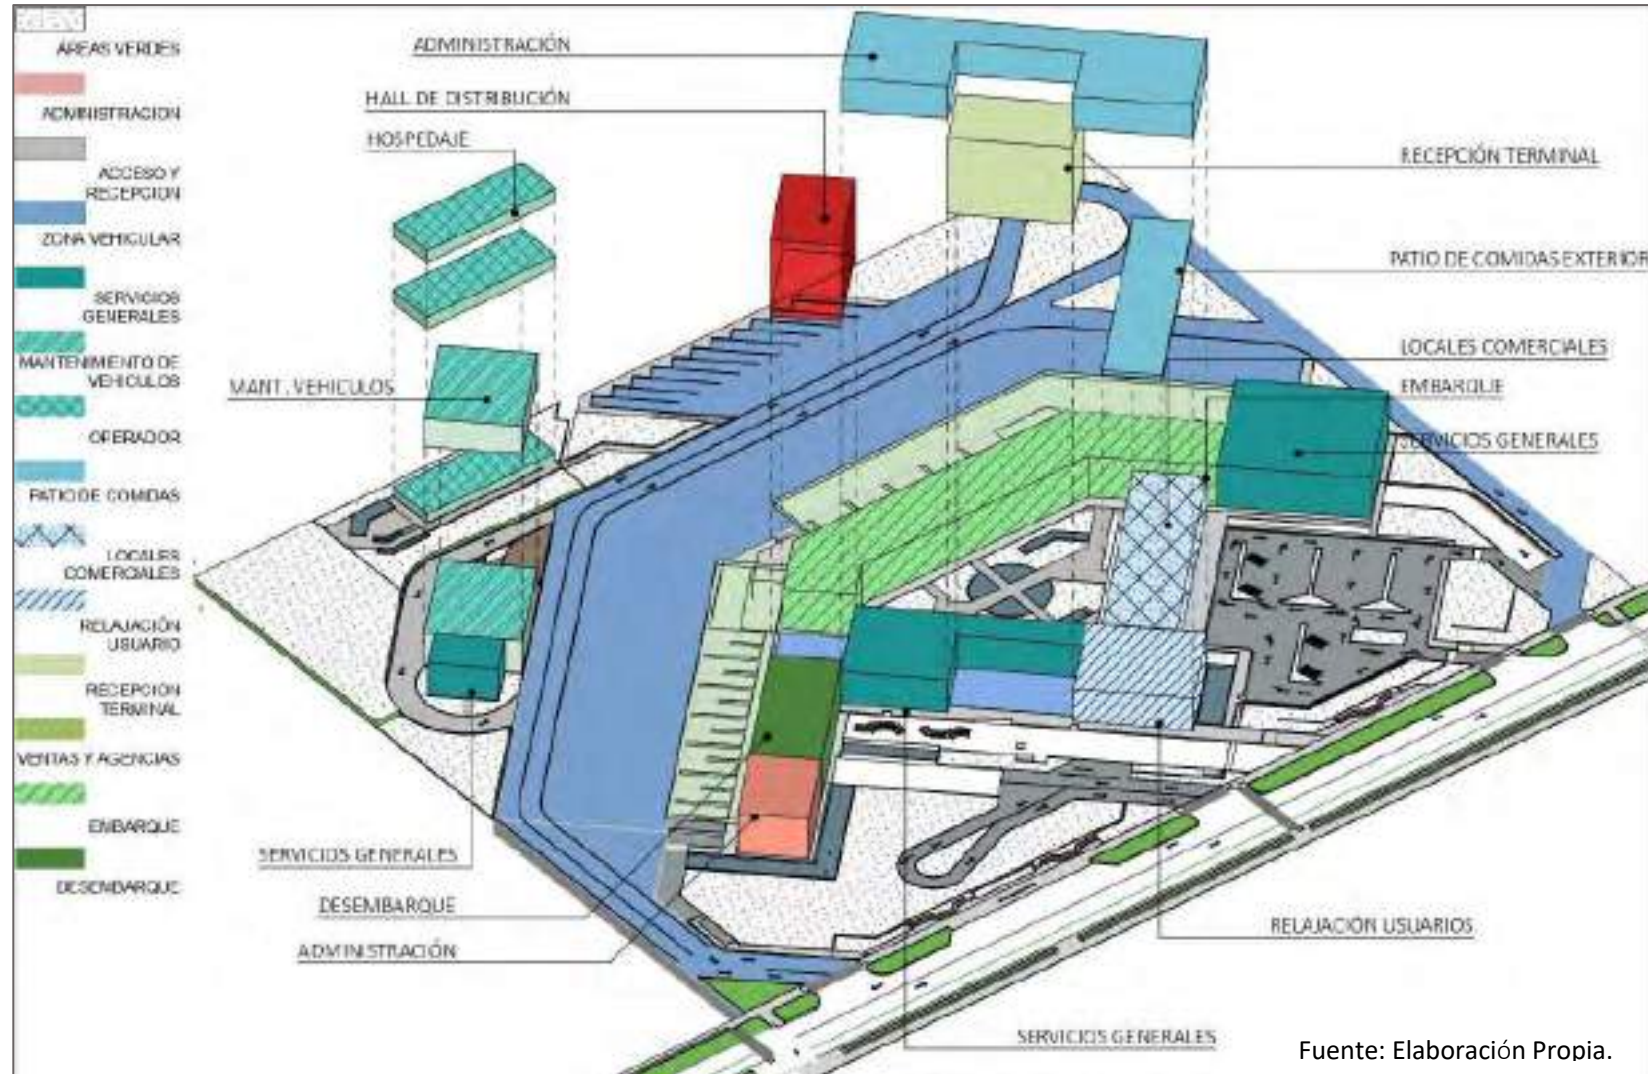 ÁREAS VERDES
ADMINISTRACION
ACCESO Y
RECEPCION
ZONA VEHICULAR
SERVICIOS
GENERALES
MANTENIMIENTO DE
VEHICULOS
OPERADOR
PATIO DE COMIDAS
LOCALES
COMERCIALES
RELAJACIÓN
USUARIO
RECEPCION
TERMINAL
VENTAS Y AGENCIAS
EMBARQUE
DESEMBARQUE
ADMINISTRACIÓN
HALL DE DISTRIBUCIÓN
HOSPEDAJE
RECEPCIÓN TERMINAL
PATIO DE COMIDAS EXTERIOR
LOCALES COMERCIALES
MANT. VEHICULOS
EMBARQUE
SERVICIOS GENERALES
SERVICIOS GENERALES
DESEMBARQUE
ADMINISTRACIÓN
RELAJACIÓN USUARIOS
SERVICIOS GENERALES
Fuente: Elaboración Propia.